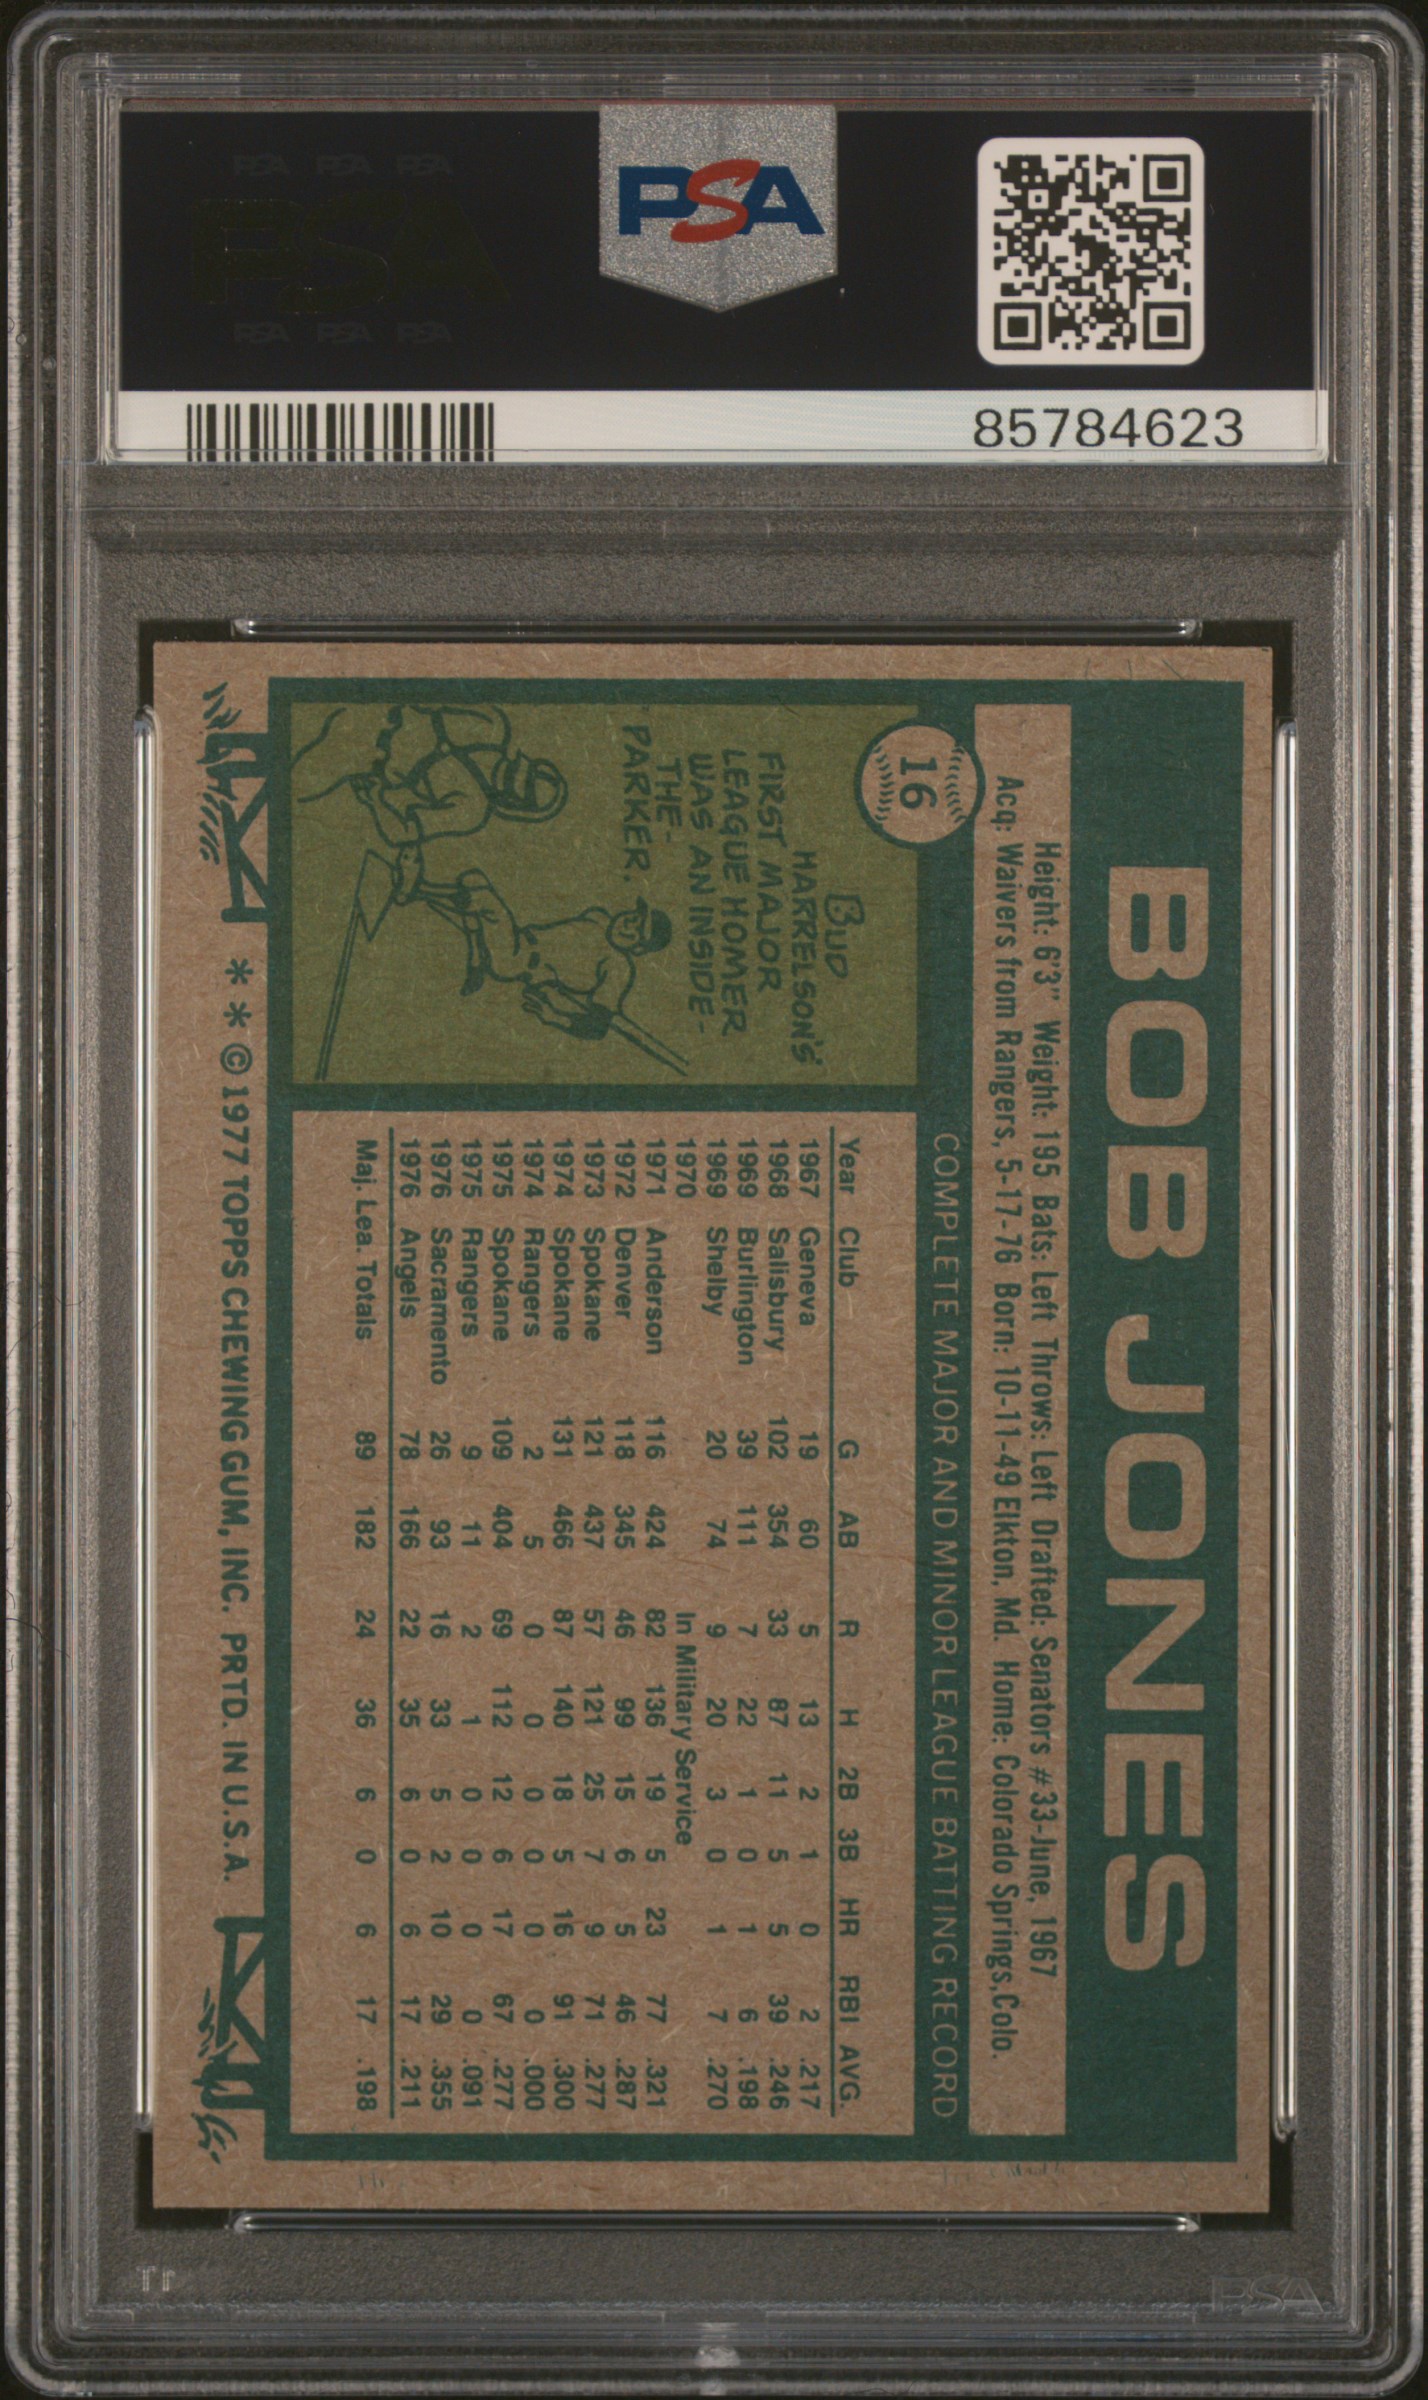 PSA PSA PSA
PSA
PSA PSA PSA
PSA
85784623
BOB JONES
Height: 6'3" Weight: 195 Bats: Left Throws: Left Drafted: Senators #33-June, 1967
Acq: Waivers from Rangers, 5-17-76 Born: 10-11-49 Elkton, Md. Home: Colorado Springs, Colo.
16
COMPLETE MAJOR AND MINOR LEAGUE BATTING RECORD
BUD
HARRELSON'S
FIRST MAJOR
LEAGUE HOMER
WAS AN INSIDE-
THE-
PARKER.
Year Club G AB R H 2B 3B HR RBI AVG.
1967 Geneva 19 60 5 13 2 1 0 2 .217
1968 Salisbury 102 354 33 87 11 5 5 39 .246
1969 Burlington 39 111 7 22 1 0 1 6 .198
1969 Shelby 20 74 9 20 3 0 1 7 .270
1970 In Military Service
1971 Anderson 116 424 82 136 19 5 23 77 .321
1972 Denver 118 345 46 99 15 6 5 46 .287
1973 Spokane 121 437 57 121 25 7 9 71 .277
1974 Spokane 131 466 87 140 18 5 16 91 .300
1974 Rangers 2 5 0 0 0 0 0 0 .000
1975 Spokane 109 404 69 112 12 6 17 67 .277
1975 Rangers 9 11 2 1 0 0 0 0 .091
1976 Sacramento 26 93 16 33 5 2 10 29 .355
1976 Angels 78 166 22 35 6 0 6 17 .211
Maj. Lea. Totals 89 182 24 36 6 0 6 17 .198
* * ©1977 TOPPS CHEWING GUM, INC. PRTD. IN U.S.A.
PSA